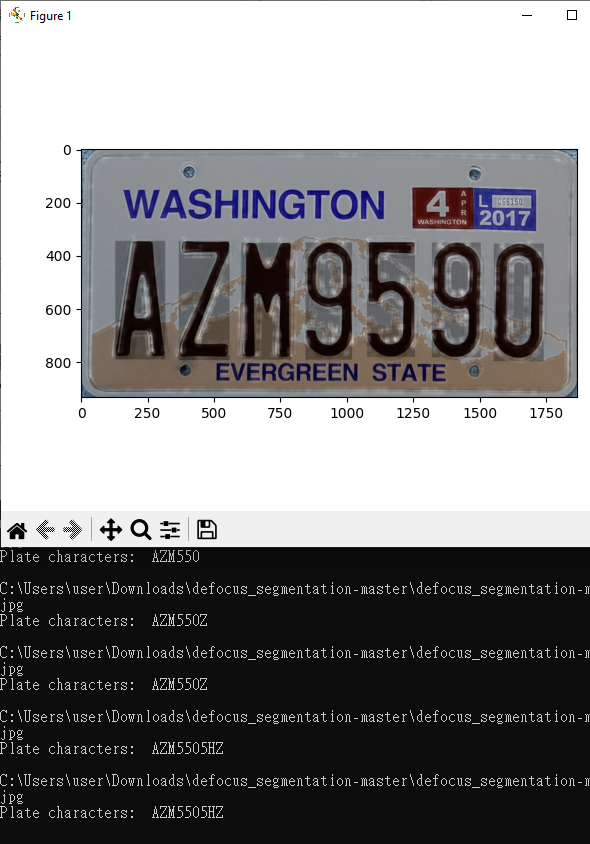 Figure 1
0
200
400
600
800
WASHINGTON
4
APR
WASHINGTON
L
C66150
2017
AZM9590
EVERGREEN STATE
0 250 500 750 1000 1250 1500 1750
Plate characters: AZM550
C:\Users\user\Downloads\defocus_segmentation-master\defocus_segmentation-m
jpg
Plate characters: AZM550Z
C:\Users\user\Downloads\defocus_segmentation-master\defocus_segmentation-m
jpg
Plate characters: AZM550Z
C:\Users\user\Downloads\defocus_segmentation-master\defocus_segmentation-m
jpg
Plate characters: AZM5505HZ
C:\Users\user\Downloads\defocus_segmentation-master\defocus_segmentation-m
jpg
Plate characters: AZM5505HZ